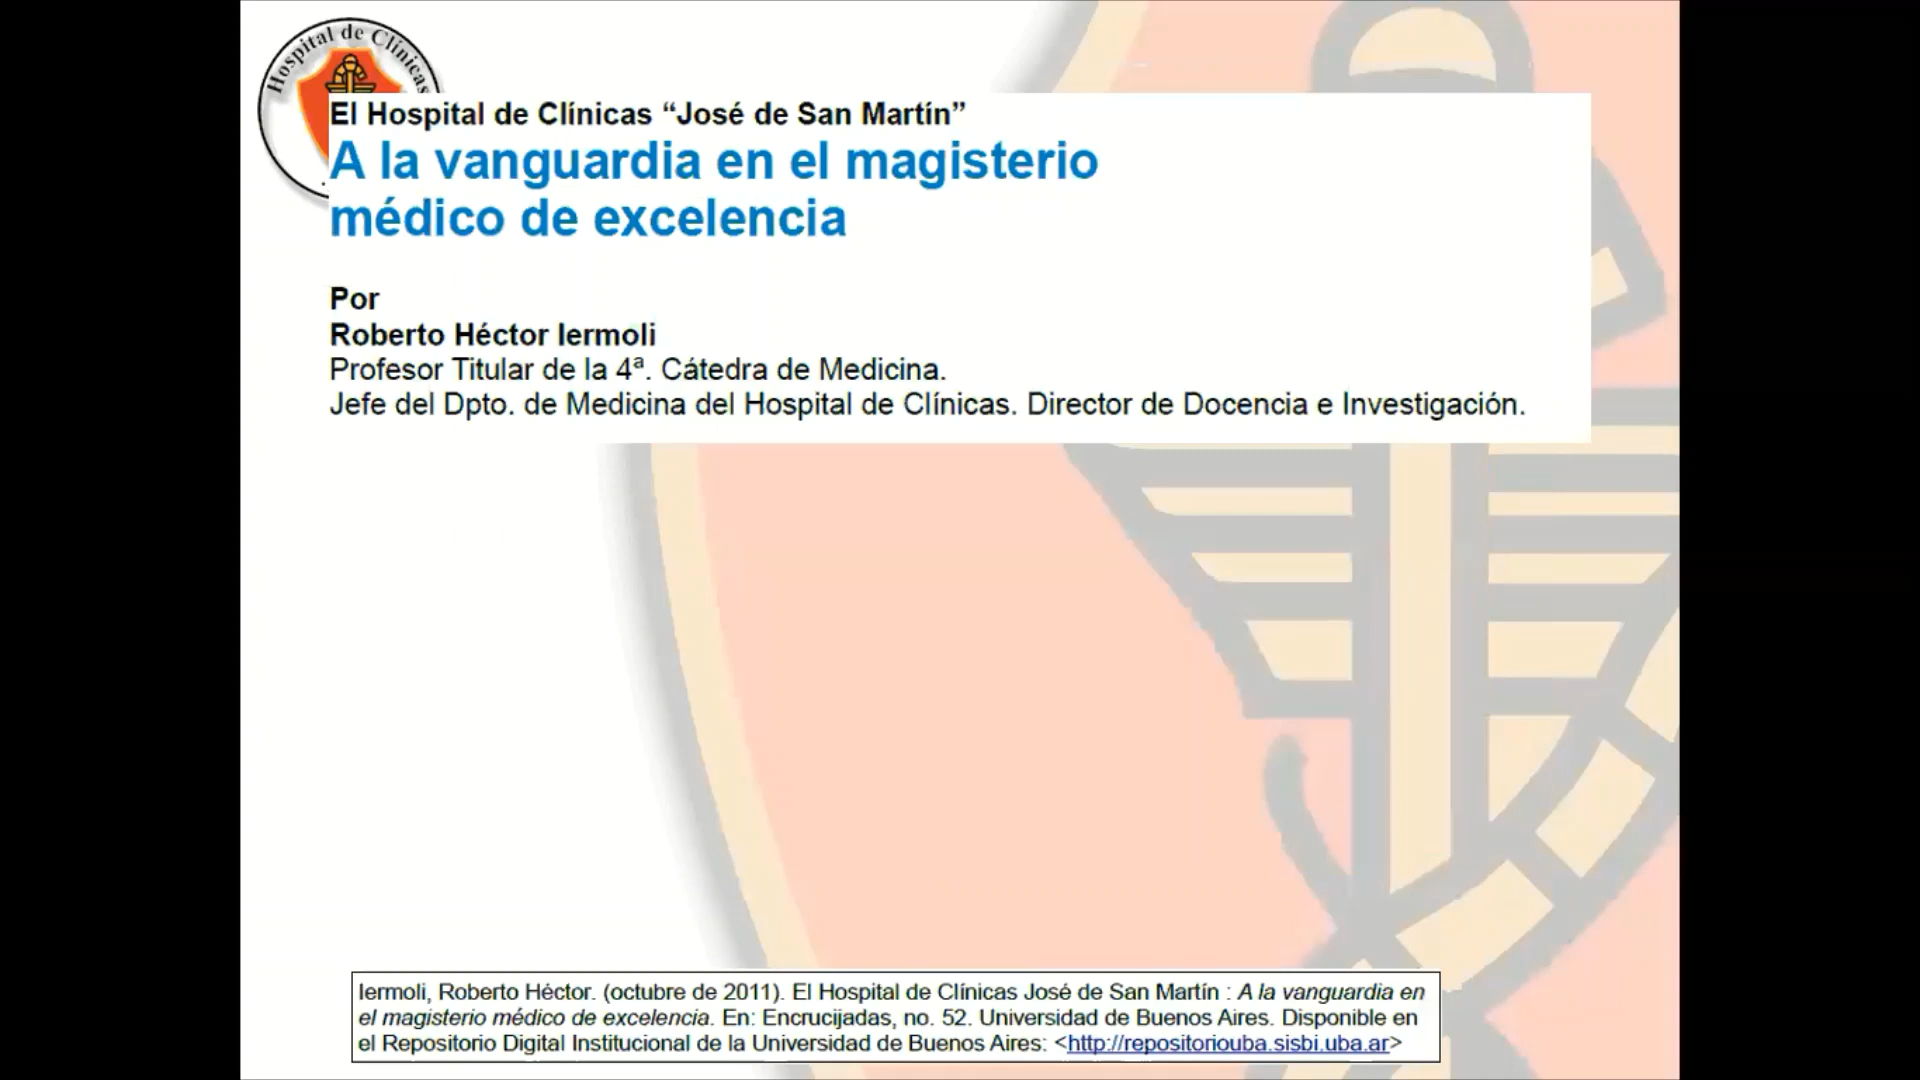 Hospital de Clínicas
El Hospital de Clínicas “José de San Martín”
A la vanguardia en el magisterio
médico de excelencia
Por
Roberto Héctor Iermoli
Profesor Titular de la 4ª. Cátedra de Medicina.
Jefe del Dpto. de Medicina del Hospital de Clínicas. Director de Docencia e Investigación.
Iermoli, Roberto Héctor. (octubre de 2011). El Hospital de Clínicas José de San Martín : A la vanguardia en
el magisterio médico de excelencia. En: Encrucijadas, no. 52. Universidad de Buenos Aires. Disponible en
el Repositorio Digital Institucional de la Universidad de Buenos Aires: <http://repositoriouba.sisbi.uba.ar>